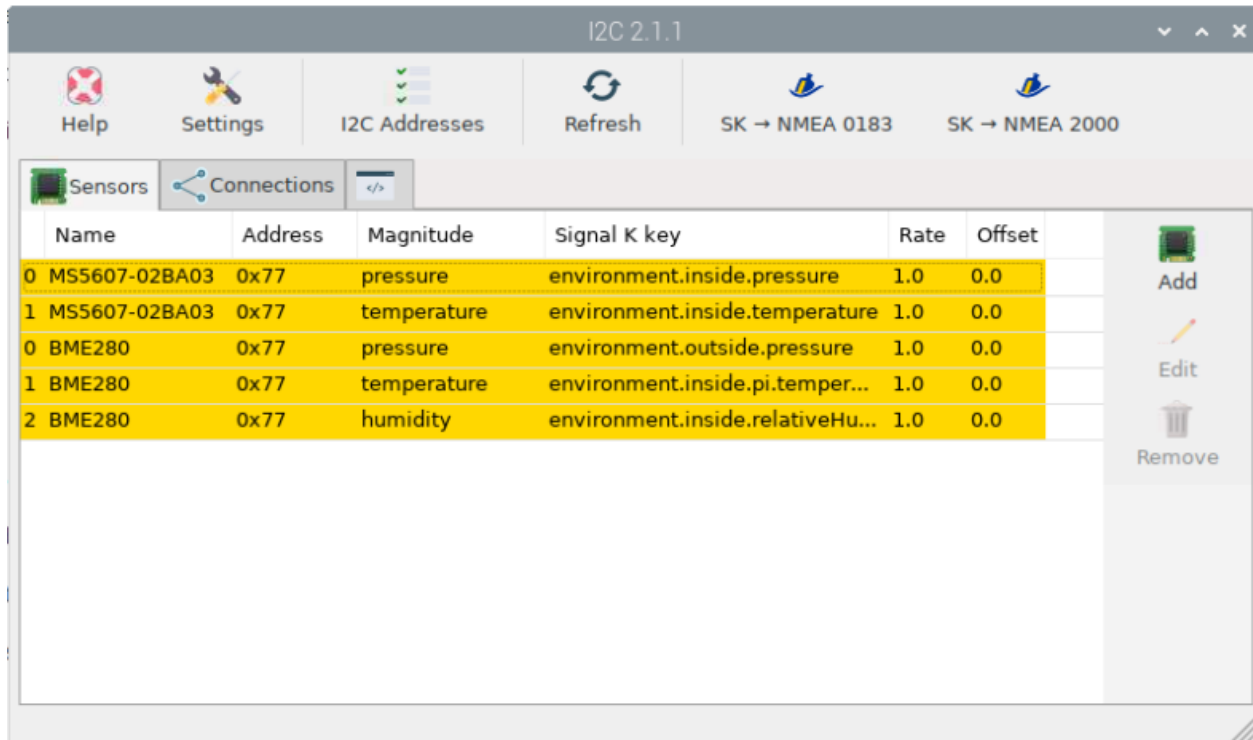 I2C 2.1.1
Help Settings I2C Addresses Refresh SK → NMEA 0183 SK → NMEA 2000
Sensors Connections </>
Name Address Magnitude Signal K key Rate Offset
0 MS5607-02BA03 0x77 pressure environment.inside.pressure 1.0 0.0
1 MS5607-02BA03 0x77 temperature environment.inside.temperature 1.0 0.0
0 BME280 0x77 pressure environment.outside.pressure 1.0 0.0
1 BME280 0x77 temperature environment.inside.pi.temper... 1.0 0.0
2 BME280 0x77 humidity environment.inside.relativeHu... 1.0 0.0
Add
Edit
Remove